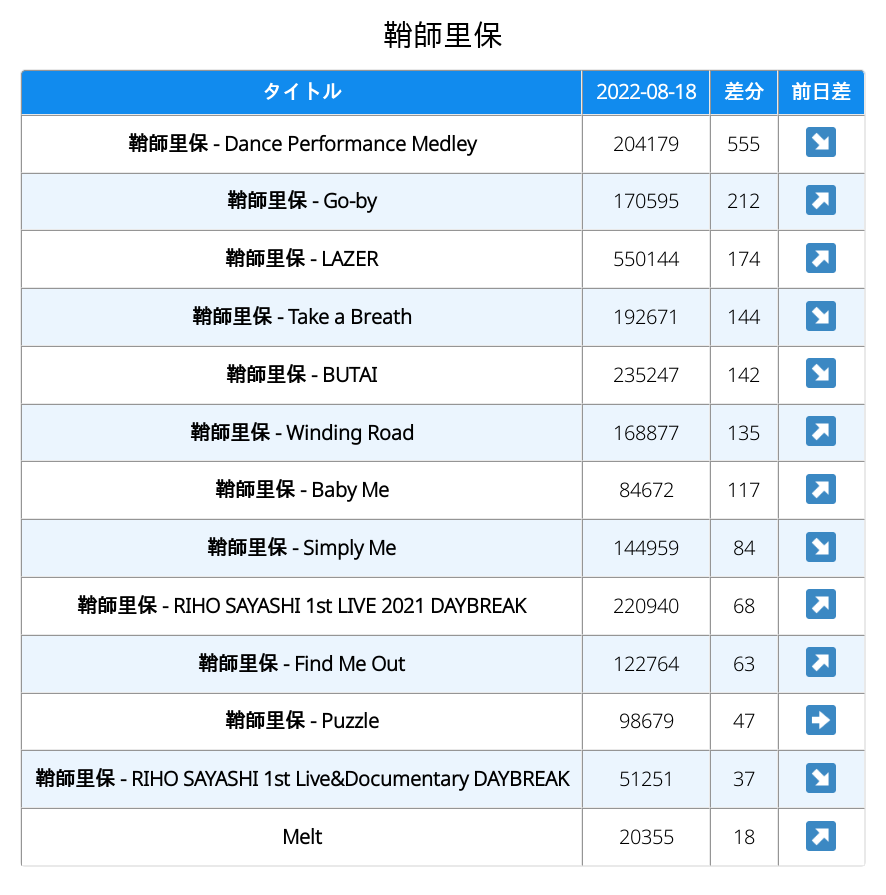 鞘師里保
タイトル 2022-08-18 差分 前日差
鞘師里保 - Dance Performance Medley 204179 555 ↘
鞘師里保 - Go-by 170595 212 ↗
鞘師里保 - LAZER 550144 174 ↗
鞘師里保 - Take a Breath 192671 144 ↘
鞘師里保 - BUTAI 235247 142 ↘
鞘師里保 - Winding Road 168877 135 ↗
鞘師里保 - Baby Me 84672 117 ↗
鞘師里保 - Simply Me 144959 84 ↘
鞘師里保 - RIHO SAYASHI 1st LIVE 2021 DAYBREAK 220940 68 ↗
鞘師里保 - Find Me Out 122764 63 ↗
鞘師里保 - Puzzle 98679 47 ➡
鞘師里保 - RIHO SAYASHI 1st Live&Documentary DAYBREAK 51251 37 ↘
Melt 20355 18 ↗